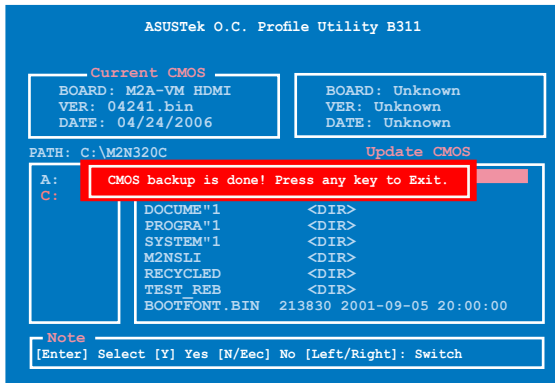 ASUSTek O.C. Profile Utility B311
Current CMOS
BOARD: M2A-VM HDMI
VER: 04241.bin
DATE: 04/24/2006
BOARD: Unknown
VER: Unknown
DATE: Unknown
PATH: C:\M2N320C
Update CMOS
A:
C:
CMOS backup is done! Press any key to Exit.
DOCUME"1 <DIR>
PROGRA"1 <DIR>
SYSTEM"1 <DIR>
M2NSLI <DIR>
RECYCLED <DIR>
TEST_REB <DIR>
BOOTFONT.BIN 213830 2001-09-05 20:00:00
Note
[Enter] Select [Y] Yes [N/Eec] No [Left/Right]: Switch